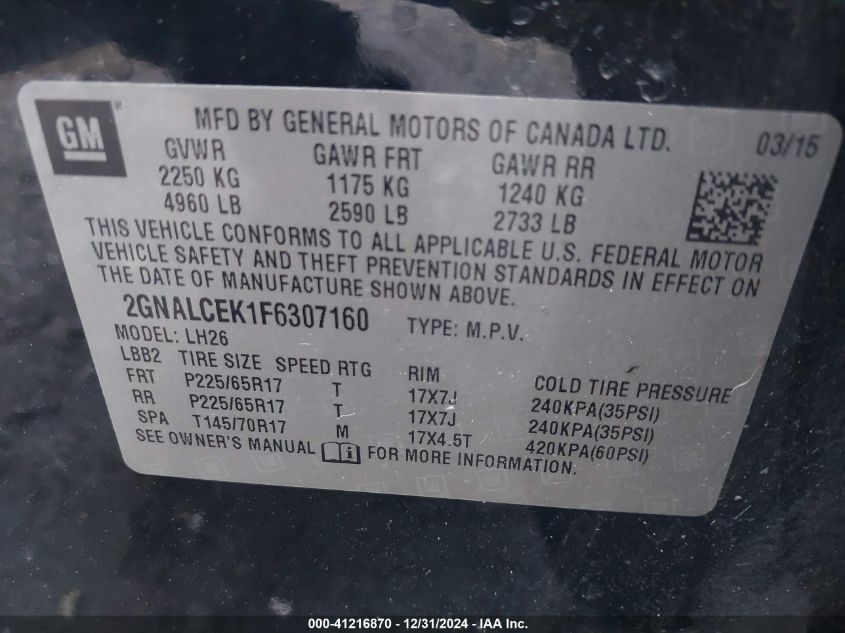 GM®
MFD BY GENERAL MOTORS OF CANADA LTD. 03/15
GVWR GAWR FRT GAWR RR
2250 KG 1175 KG 1240 KG
4960 LB 2590 LB 2733 LB
THIS VEHICLE CONFORMS TO ALL APPLICABLE U.S. FEDERAL MOTOR
VEHICLE SAFETY AND THEFT PREVENTION STANDARDS IN EFFECT ON
THE DATE OF MANUFACTURE SHOWN ABOVE.
2GNALCEK1F6307160 TYPE: M.P.V.
MODEL: LH26
LBB2 TIRE SIZE SPEED RTG RIM COLD TIRE PRESSURE
FRT P225/65R17 T 17X7J 240KPA(35PSI)
RR P225/65R17 T 17X7J 240KPA(35PSI)
SPA T145/70R17 M 17X4.5T 420KPA(60PSI)
SEE OWNER'S MANUAL FOR MORE INFORMATION.
000-41216870 - 12/31/2024 - IAA Inc.